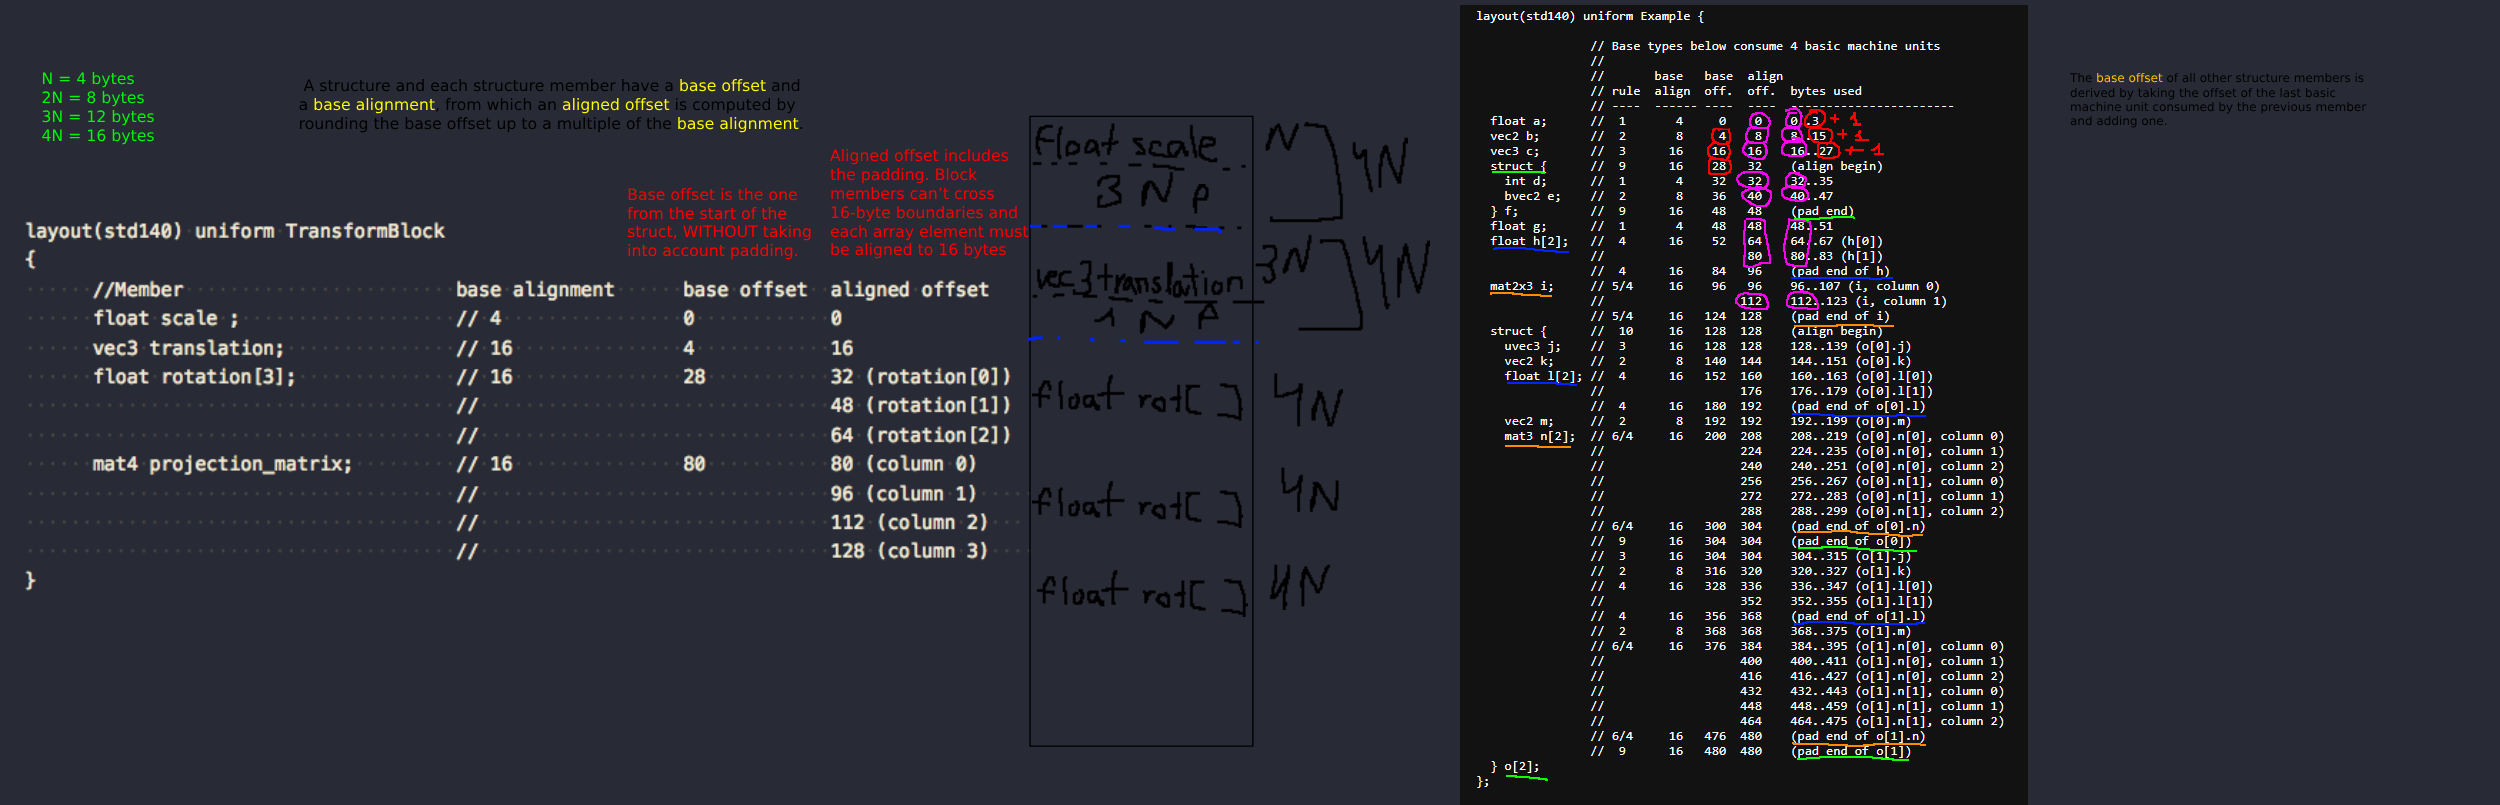 N = 4 bytes
2N = 8 bytes
3N = 12 bytes
4N = 16 bytes
A structure and each structure member have a base offset and
a base alignment, from which an aligned offset is computed by
rounding the base offset up to a multiple of the base alignment.
Base offset is the one
from the start of the
struct, WITHOUT taking
into account padding.
Aligned offset includes
the padding. Block
members can't cross
16-byte boundaries and
each array element must
be aligned to 16 bytes
layout(std140) uniform TransformBlock
{
//Member base alignment base offset aligned offset
float scale ; // 4 0 0
vec3 translation; // 16 4 16
float rotation[3]; // 16 28 32 (rotation[0])
// 48 (rotation[1])
// 64 (rotation[2])
mat4 projection_matrix; // 16 80 80 (column 0)
// 96 (column 1)
// 112 (column 2)
// 128 (column 3)
}
float scale N
3 N p 4N
vec3 translation 3N
1 N P 4N
float rot[ ] 4N
float rot[ ] 4N
float rot[ ] 4N
layout(std140) uniform Example {
// Base types below consume 4 basic machine units
//
// base base align
// rule align off. off. bytes used
// ---- ------ ---- ---- -----------------------
float a; // 1 4 0 0 0..3 + 1
vec2 b; // 2 8 4 8 8..15 + 1
vec3 c; // 3 16 16 16 16..27 + 1
struct { // 9 16 28 32 (align begin)
int d; // 1 4 32 32 32..35
bvec2 e; // 2 8 36 40 40..47
} f; // 9 16 48 48 (pad end)
float g; // 1 4 48 48 48..51
float h[2]; // 4 16 52 64 64..67 (h[0])
// 80 80..83 (h[1])
// 4 16 84 96 (pad end of h)
mat2x3 i; // 5/4 16 96 96 96..107 (i, column 0)
// 112 112..123 (i, column 1)
// 5/4 16 124 128 (pad end of i)
struct { // 10 16 128 128 (align begin)
uvec3 j; // 3 16 128 128 128..139 (o[0].j)
vec2 k; // 2 8 140 144 144..151 (o[0].k)
float l[2]; // 4 16 152 160 160..163 (o[0].l[0])
// 176 176..179 (o[0].l[1])
// 4 16 180 192 (pad end of o[0].l)
vec2 m; // 2 8 192 192 192..199 (o[0].m)
mat3 n[2]; // 6/4 16 200 208 208..219 (o[0].n[0], column 0)
// 224 224..235 (o[0].n[0], column 1)
// 240 240..251 (o[0].n[0], column 2)
// 256 256..267 (o[0].n[1], column 0)
// 272 272..283 (o[0].n[1], column 1)
// 288 288..299 (o[0].n[1], column 2)
// 6/4 16 300 304 (pad end of o[0].n)
// 9 16 304 304 (pad end of o[0])
// 3 16 304 304 304..315 (o[1].j)
// 2 8 316 320 320..327 (o[1].k)
// 4 16 328 336 336..347 (o[1].l[0])
// 352 352..355 (o[1].l[1])
// 4 16 356 368 (pad end of o[1].l)
// 2 8 368 368 368..375 (o[1].m)
// 6/4 16 376 384 384..395 (o[1].n[0], column 0)
// 400 400..411 (o[1].n[0], column 1)
// 416 416..427 (o[1].n[0], column 2)
// 432 432..443 (o[1].n[1], column 0)
// 448 448..459 (o[1].n[1], column 1)
// 464 464..475 (o[1].n[1], column 2)
// 6/4 16 476 480 (pad end of o[1].n)
// 9 16 480 480 (pad end of o[1])
} o[2];
};
The base offset of all other structure members is
derived by taking the offset of the last basic
machine unit consumed by the previous member
and adding one.